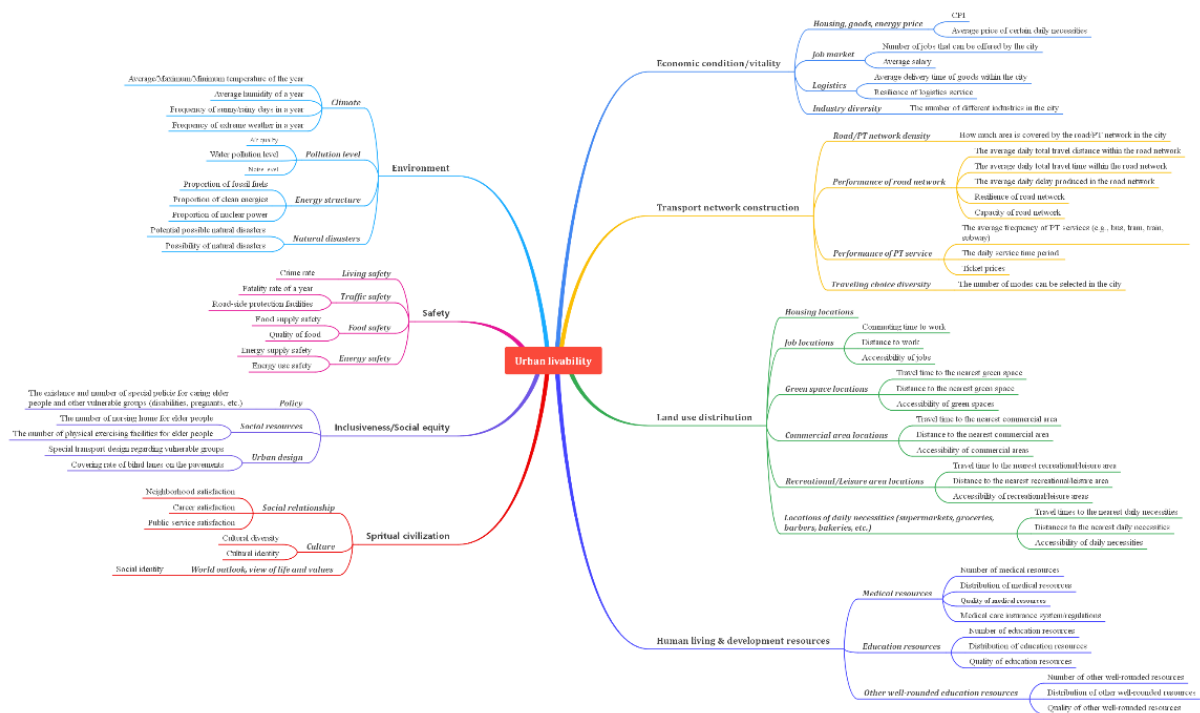 Urban livability
Economic condition/vitality
Housing, goods, energy price
CPI
Average price of certain daily necessities
Job market
Number of jobs that can be offered by the city
Average salary
Logistics
Average delivery time of goods within the city
Resilience of logistics service
Industry diversity
The number of different industries in the city
Transport network construction
Road/PT network density
How much area is covered by the road/PT network in the city
Performance of road network
The average daily total travel distance within the road network
The average daily total travel time within the road network
The average daily delay produced in the road network
Resilience of road network
Capacity of road network
Performance of PT service
The average frequency of PT services (e.g., bus, tram, train,
subway)
The daily service time period
Ticket prices
Traveling choice diversity
The number of modes can be selected in the city
Land use distribution
Housing locations
Job locations
Commuting time to work
Distance to work
Accessibility of jobs
Green space locations
Travel time to the nearest green space
Distance to the nearest green space
Accessibility of green spaces
Commercial area locations
Travel time to the nearest commercial area
Distance to the nearest commercial area
Accessibility of commercial areas
Recreational/Leisure area locations
Travel time to the nearest recreational/leisure area
Distance to the nearest recreational/leisure area
Accessibility of recreational/leisure areas
Locations of daily necessities (supermarkets, groceries,
barbers, bakeries, etc.)
Travel times to the nearest daily necessities
Distances to the nearest daily necessities
Accessibility of daily necessities
Human living & development resources
Medical resources
Number of medical resources
Distribution of medical resources
Quality of medical resources
Medical care insurance system/regulations
Education resources
Number of education resources
Distribution of education resources
Quality of education resources
Other well-rounded education resources
Number of other well-rounded resources
Distribution of other well-rounded resources
Quality of other well-rounded resources
Environment
Climate
Average/Maximum/Minimum temperature of the year
Average humidity of a year
Frequency of sunny/rainy days in a year
Frequency of extreme weather in a year
Pollution level
Air quality
Water pollution level
Noise level
Energy structure
Proportion of fossil fuels
Proportion of clean energies
Proportion of nuclear power
Natural disasters
Potential possible natural disasters
Possibility of natural disasters
Safety
Living safety
Crime rate
Traffic safety
Fatality rate of a year
Road-side protection facilities
Food safety
Food supply safety
Quality of food
Energy safety
Energy supply safety
Energy use safety
Inclusiveness/Social equity
Policy
The existance and number of special policie for caring elder
people and other vulnerable groups (disabilities, pregnants, etc.)
Social resources
The number of nursing home for elder people
The number of physical exercising facilities for elder people
Urban design
Special transport design regarding vulnerable groups
Covering rate of blind lanes on the pavements
Spritual civilization
Social relationship
Neighborhood satisfaction
Career satisfaction
Public service satisfaction
Culture
Cultural diversity
Cultural identity
World outlook, view of life and values
Social identity